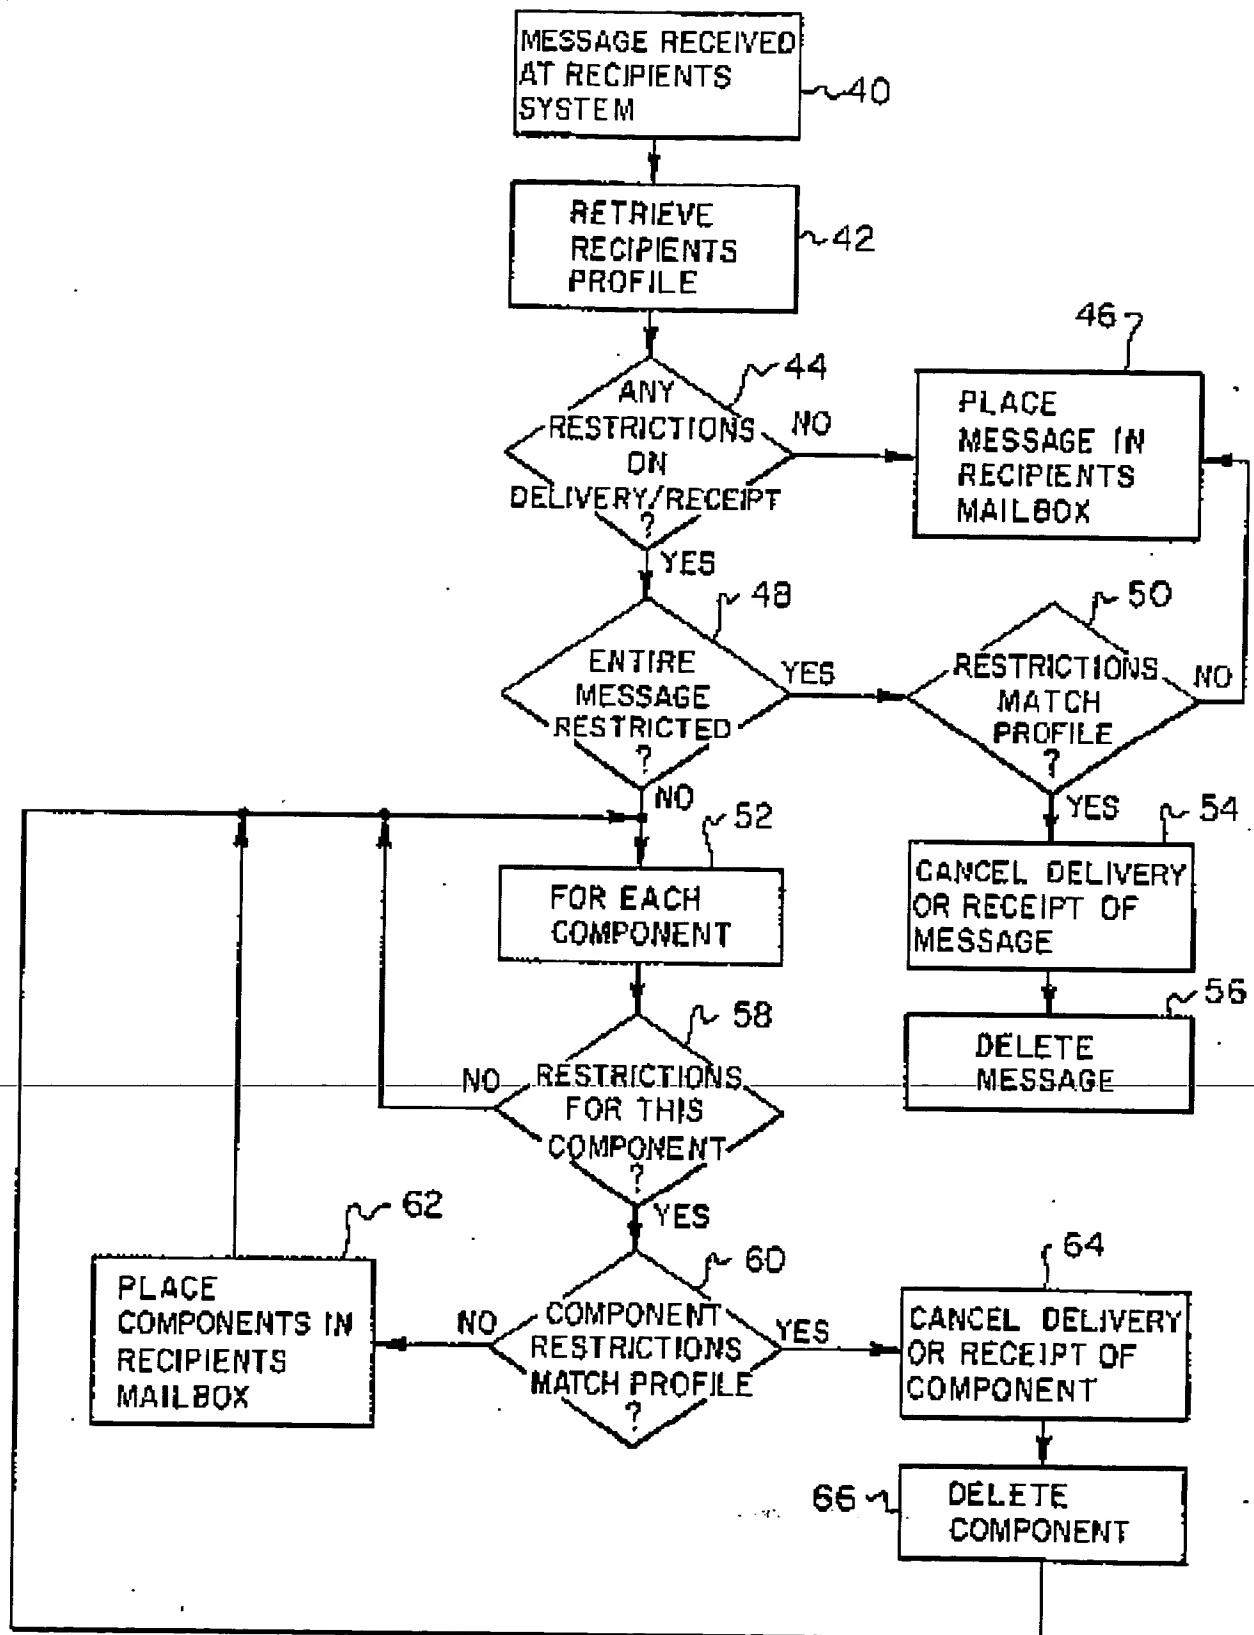 MESSAGE RECEIVED
AT RECIPIENTS
SYSTEM
40
RETRIEVE
RECIPIENTS
PROFILE
42
44
ANY
RESTRICTIONS
ON
DELIVERY/RECEIPT
?
NO
YES
46
PLACE
MESSAGE IN
RECIPIENTS
MAILBOX
48
ENTIRE
MESSAGE
RESTRICTED
?
YES
NO
50
RESTRICTIONS
MATCH
PROFILE
?
NO
YES
52
FOR EACH
COMPONENT
54
CANCEL DELIVERY
OR RECEIPT OF
MESSAGE
56
DELETE
MESSAGE
58
RESTRICTIONS
FOR THIS
COMPONENT
?
NO
YES
60
COMPONENT
RESTRICTIONS
MATCH PROFILE
?
NO
YES
62
PLACE
COMPONENTS IN
RECIPIENTS
MAILBOX
64
CANCEL DELIVERY
OR RECEIPT OF
COMPONENT
66
DELETE
COMPONENT